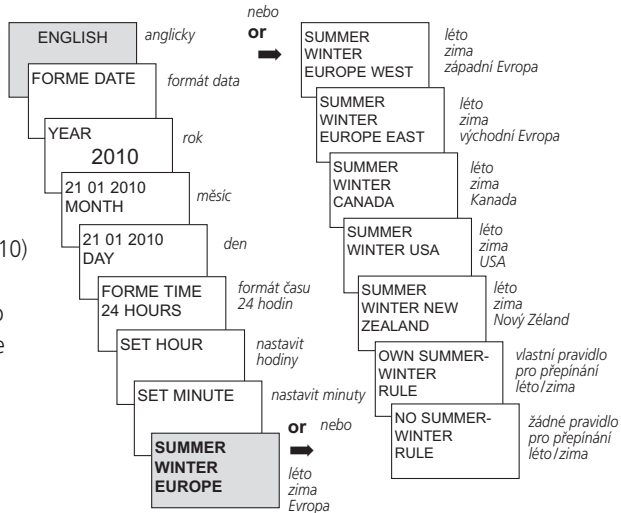 ENGLISH
anglicky
FORME DATE
formát data
YEAR
2010
rok
21 01 2010
MONTH
měsíc
21 01 2010
DAY
den
FORME TIME
24 HOURS
formát času
24 hodin
SET HOUR
nastavit
hodiny
SET MINUTE
nastavit minuty
SUMMER
WINTER
EUROPE
léto
zima
Evropa
or nebo
nebo
or
SUMMER
WINTER
EUROPE WEST
léto
zima
západní Evropa
SUMMER
WINTER
EUROPE EAST
léto
zima
východní Evropa
SUMMER
WINTER
CANADA
léto
zima
Kanada
SUMMER
WINTER USA
léto
zima
USA
SUMMER
WINTER NEW
ZEALAND
léto
zima
Nový Zéland
OWN SUMMER-
WINTER
RULE
vlastní pravidlo
pro přepínání
léto/zima
NO SUMMER-
WINTER
RULE
žádné pravidlo
pro přepínání
léto/zima
10)